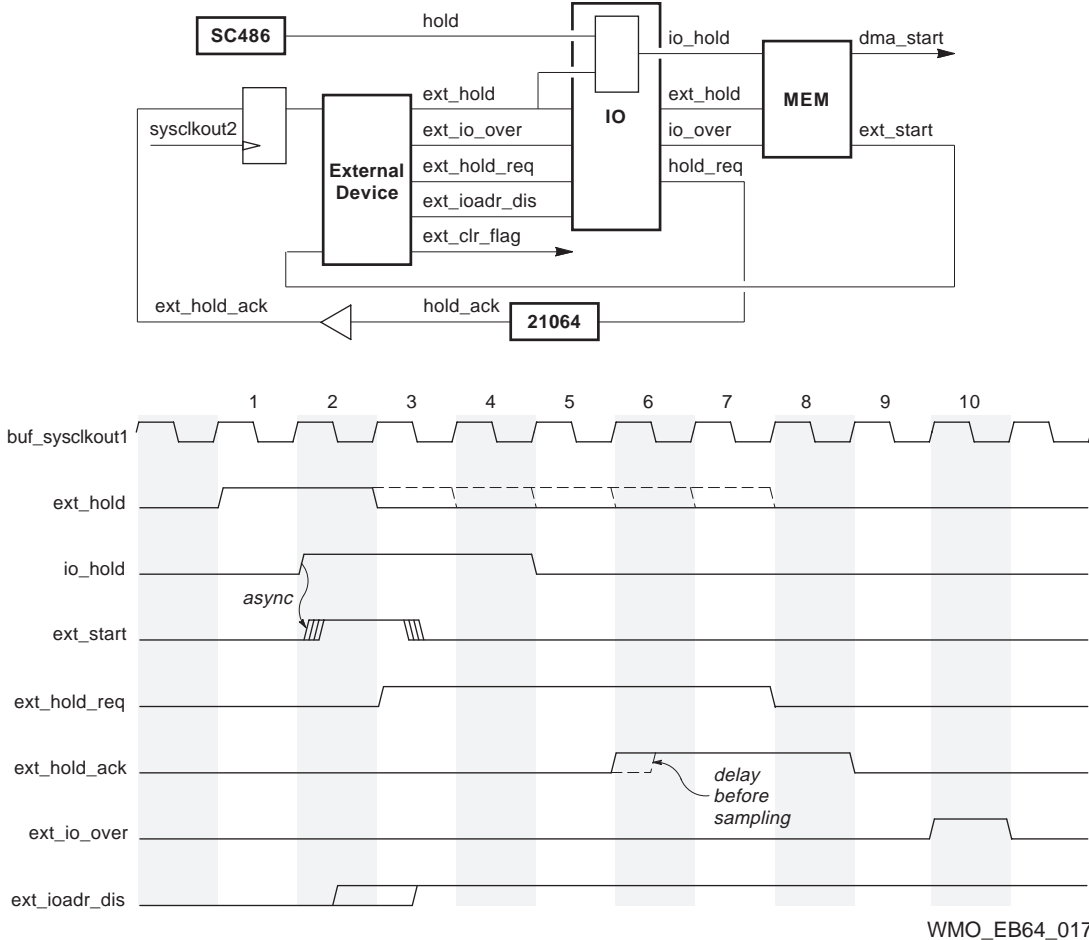 hold
SC486
io_hold
dma_start
ext_hold
ext_hold
MEM
IO
sysclkout2
ext_io_over
io_over
ext_start
External
Device
ext_hold_req
hold_req
ext_ioadr_dis
ext_clr_flag
ext_hold_ack
hold_ack
21064
1 2 3 4 5 6 7 8 9 10
buf_sysclkout1
ext_hold
io_hold
async
ext_start
ext_hold_req
ext_hold_ack
delay
before
sampling
ext_io_over
ext_ioadr_dis
WMO_EB64_017